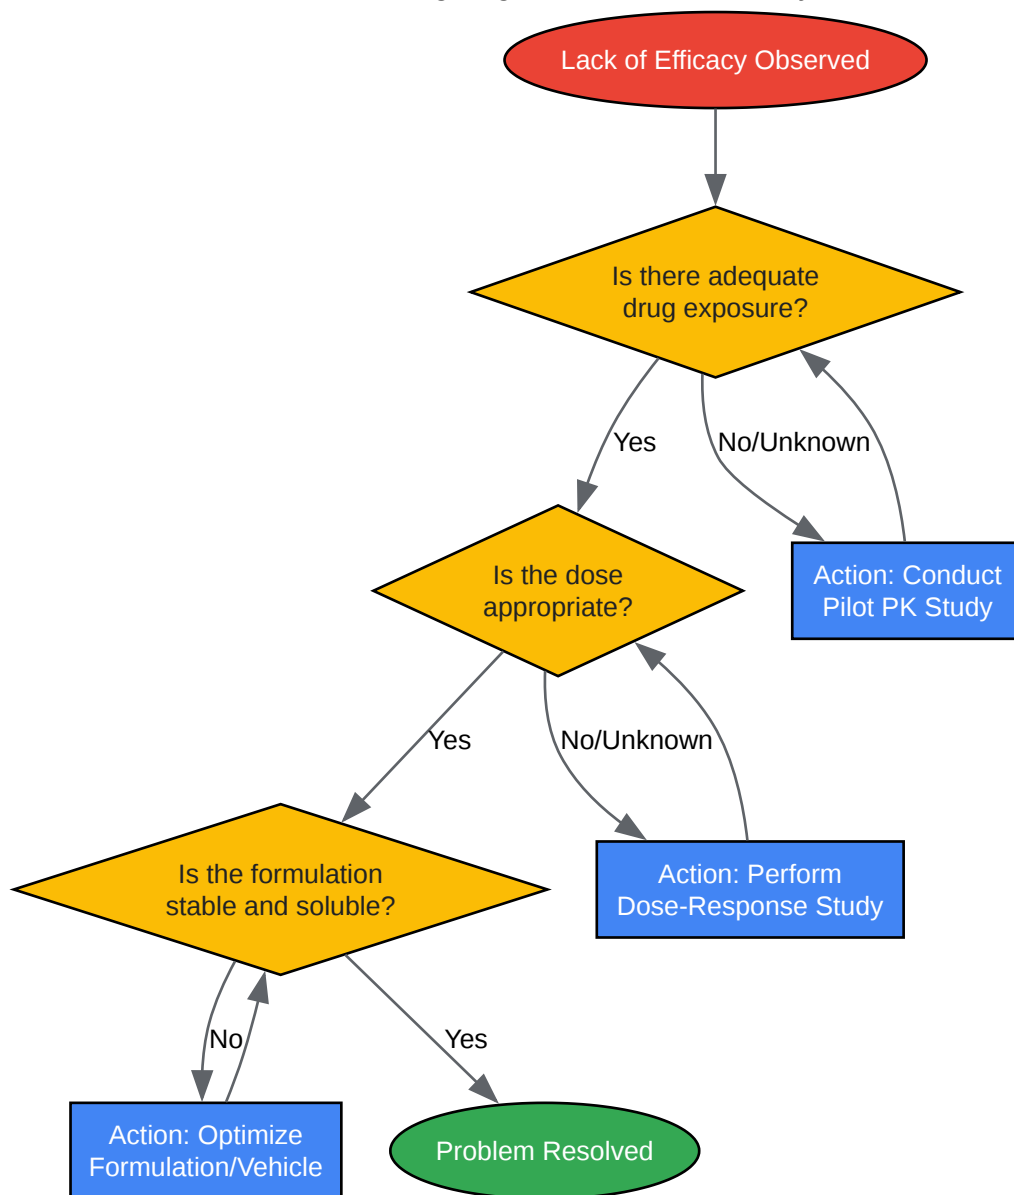 Lack of Efficacy Observed
Is there adequate
drug exposure?
Yes
No/Unknown
Action: Conduct
Pilot PK Study
Is the dose
appropriate?
Yes
No/Unknown
Action: Perform
Dose-Response Study
Is the formulation
stable and soluble?
No
Yes
Action: Optimize
Formulation/Vehicle
Problem Resolved